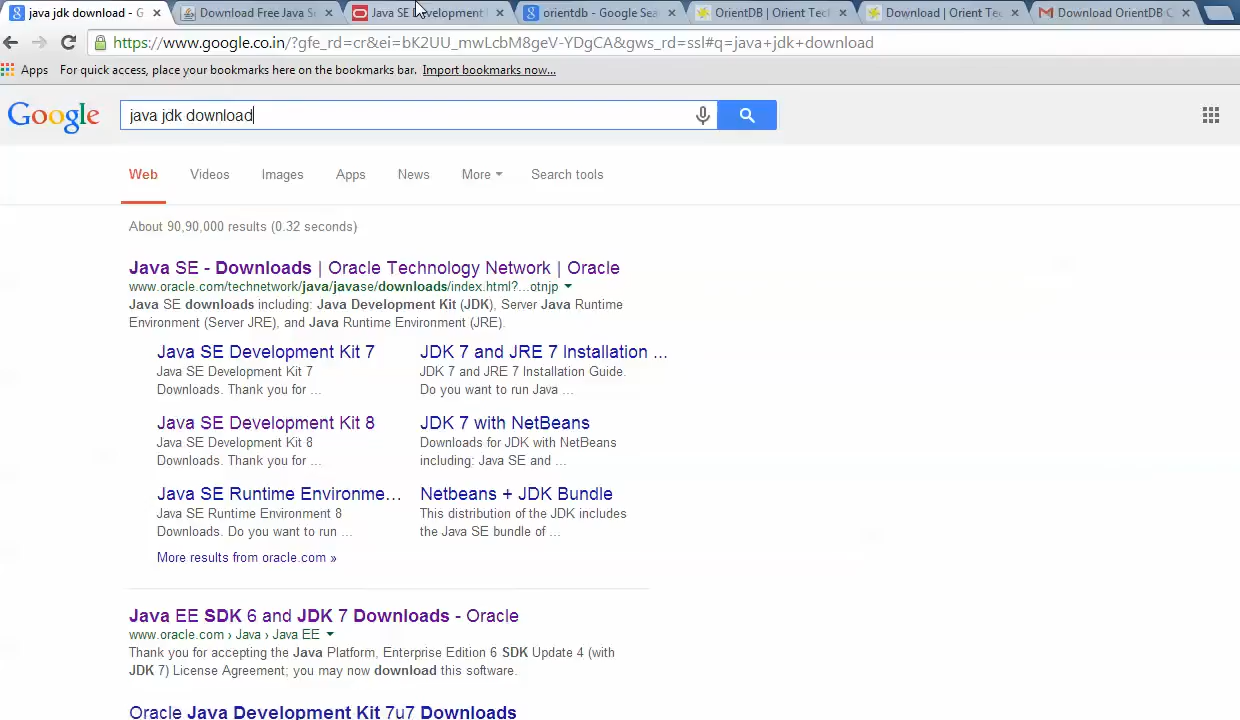 java jdk download - G
Download Free Java S
Java SE Development
orientdb - Google Sea
OrientDB | Orient Tec
Download | Orient Tec
Download OrientDB C
https://www.google.co.in/?gfe_rd=cr&ei=bK2UU_mwLcbM8geV-YDgCA&gws_rd=ssl#q=java+jdk+download
Apps For quick access, place your bookmarks here on the bookmarks bar. Import bookmarks now...
Google
java jdk download
Web Videos Images Apps News More Search tools
About 90,90,000 results (0.32 seconds)
Java SE - Downloads | Oracle Technology Network | Oracle
www.oracle.com/technetwork/java/javase/downloads/index.html?...otnjp
Java SE downloads including: Java Development Kit (JDK), Server Java Runtime
Environment (Server JRE), and Java Runtime Environment (JRE).
Java SE Development Kit 7
Java SE Development Kit 7
Downloads. Thank you for ...
JDK 7 and JRE 7 Installation ...
JDK 7 and JRE 7 Installation Guide.
Do you want to run Java ...
Java SE Development Kit 8
Java SE Development Kit 8
Downloads. Thank you for ...
JDK 7 with NetBeans
Downloads for JDK with NetBeans
including: Java SE and ...
Java SE Runtime Environme...
Java SE Runtime Environment 8
Downloads. Do you want to run ...
Netbeans + JDK Bundle
This distribution of the JDK includes
the Java SE bundle of ...
More results from oracle.com »
Java EE SDK 6 and JDK 7 Downloads - Oracle
www.oracle.com › Java › Java EE
Thank you for accepting the Java Platform, Enterprise Edition 6 SDK Update 4 (with
JDK 7) License Agreement; you may now download this software.
Oracle Java Development Kit 7u7 Downloads